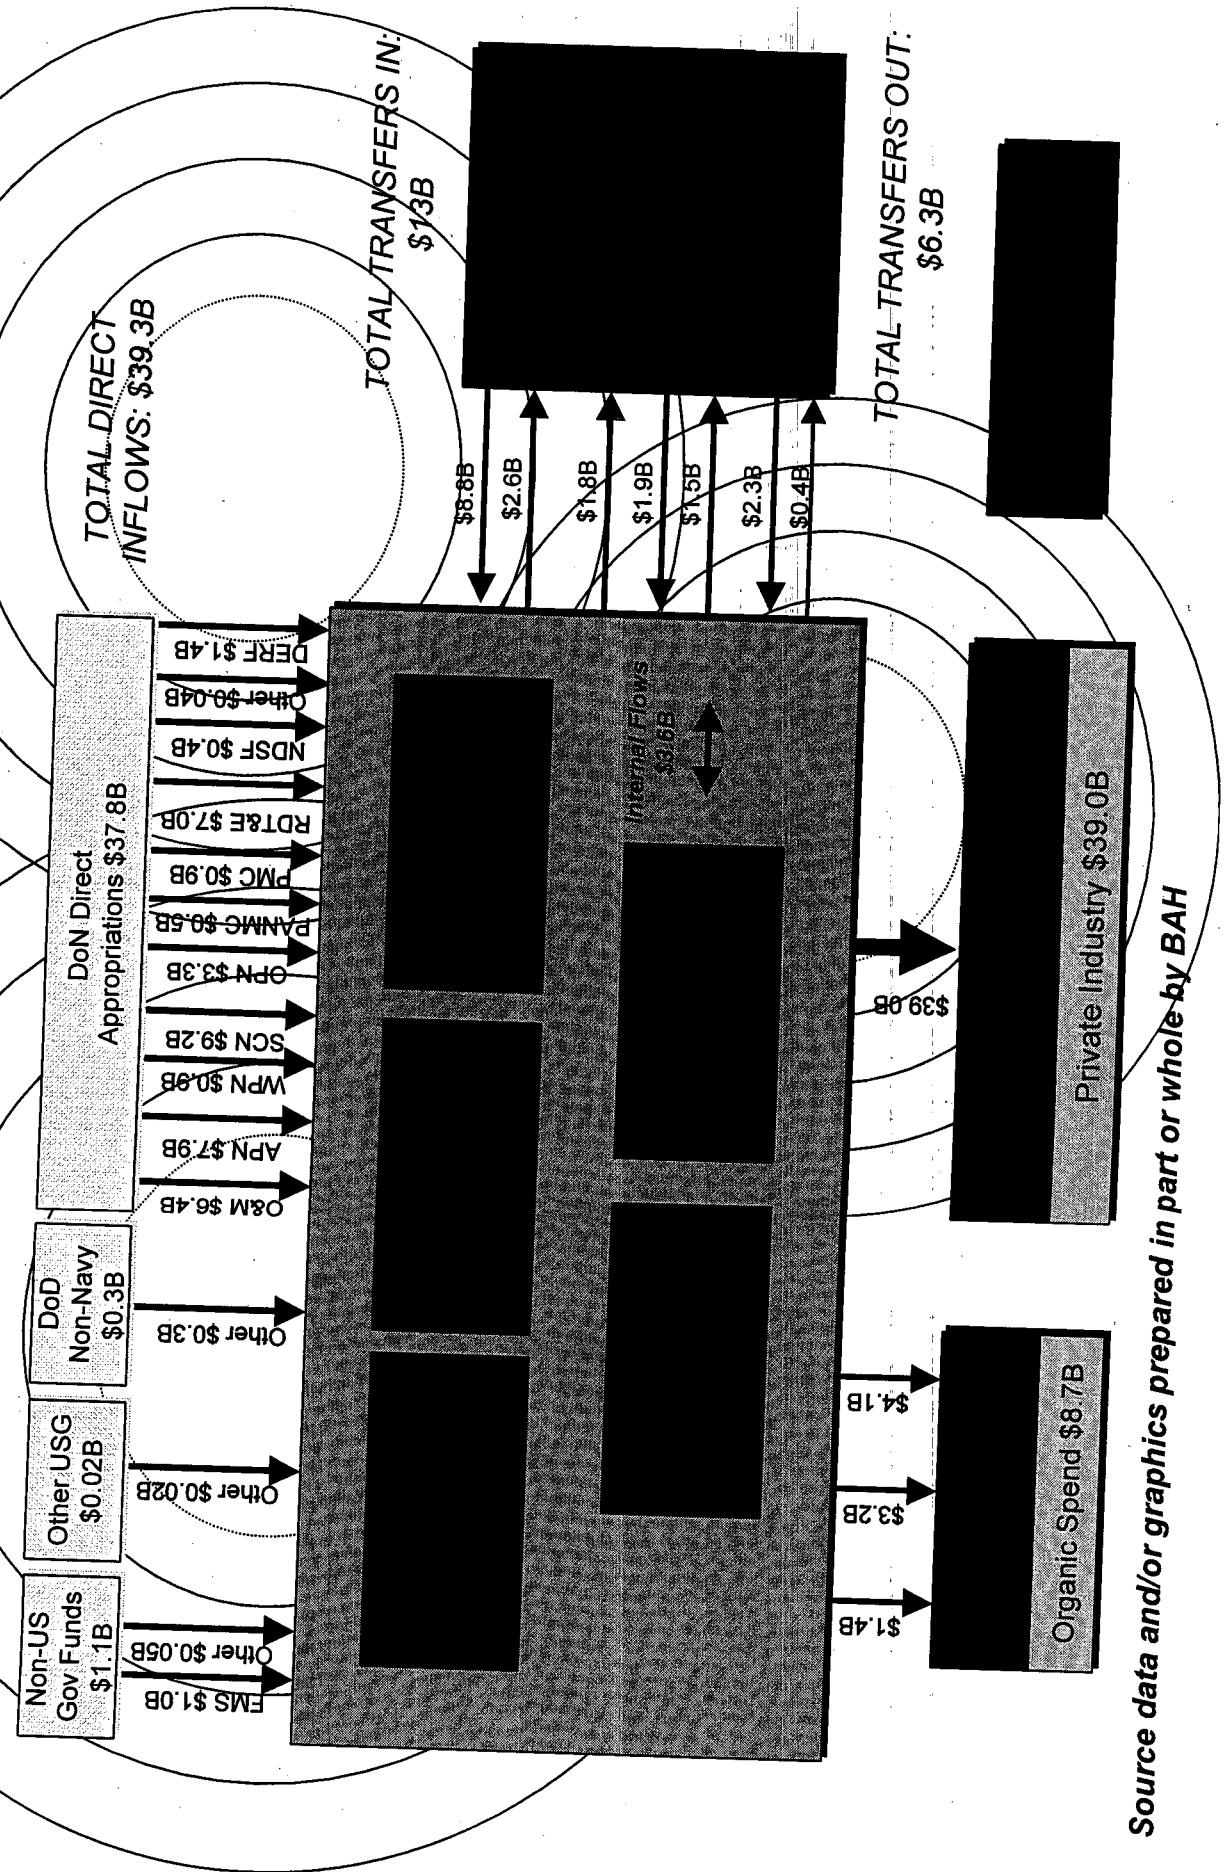 Non-US
Gov Funds
$1.1B
Other USG
$0.02B
DoD
Non-Navy
$0.3B
DoN Direct
Appropriations $37.8B
TOTAL DIRECT
INFLOWS: $39.3B
FMS $1.0B
Other $0.05B
Other $0.02B
Other $0.3B
O&M $6.4B
APN $7.9B
WPN $0.9B
SCN $9.2B
OPN $3.3B
PANMC $0.5B
PMC $0.9B
RDT&E $7.0B
NDSF $0.4B
Other $0.04B
DERF $1.4B
TOTAL TRANSFERS IN:
$13B
$8.8B
$2.6B
$1.8B
$1.9B
$1.5B
$2.3B
$0.4B
Internal Flows
$3.6B
TOTAL TRANSFERS OUT:
$6.3B
$1.4B
$3.2B
$4.1B
$39.0B
Organic Spend $8.7B
Private Industry $39.0B
Source data and/or graphics prepared in part or whole by BAH